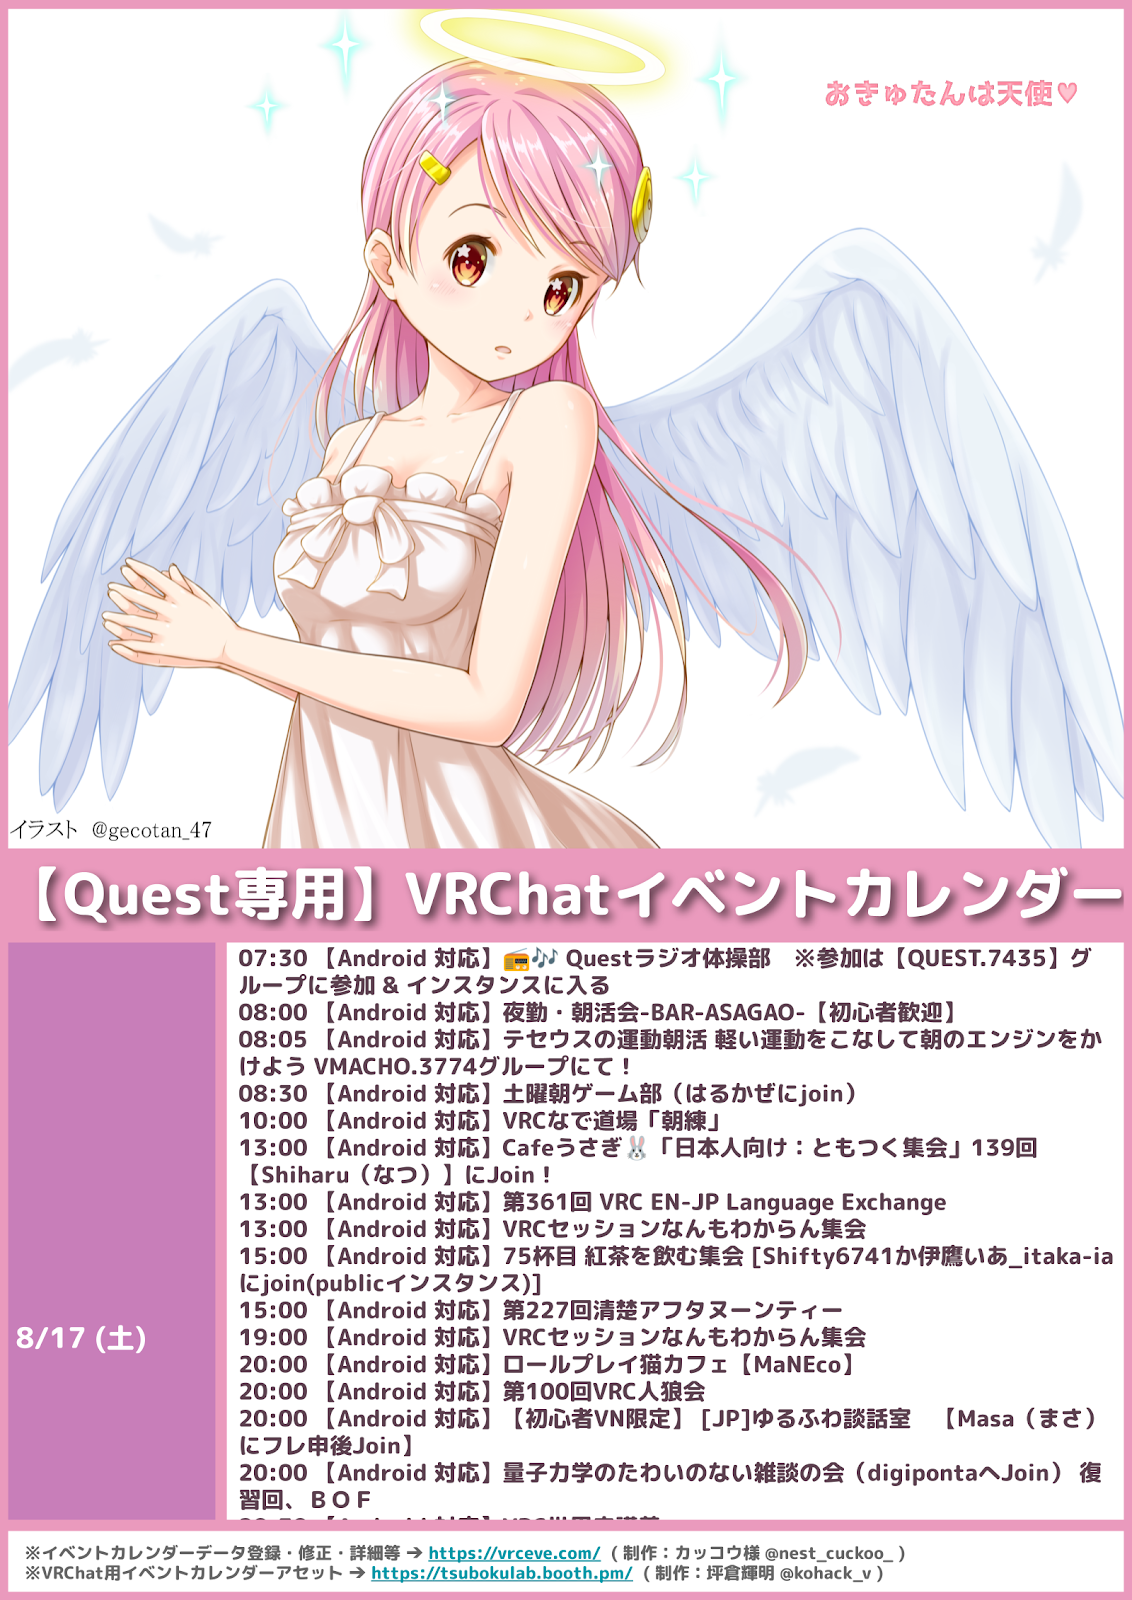 おきゅたんは天使♥
イラスト @gecotan_47
【Quest専用】VRChatイベントカレンダー
8/17 (土)
07:30 【Android 対応】📻🎶 Questラジオ体操部　※参加は【QUEST.7435】グ
ループに参加 & インスタンスに入る
08:00 【Android 対応】夜勤・朝活会-BAR-ASAGAO-【初心者歓迎】
08:05 【Android 対応】テセウスの運動朝活 軽い運動をこなして朝のエンジンをか
けよう VMACHO.3774グループにて！
08:30 【Android 対応】土曜朝ゲーム部（はるかぜにjoin）
10:00 【Android 対応】VRCなで道場「朝練」
13:00 【Android 対応】Cafeうさぎ🐰「日本人向け：ともつく集会」139回
【Shiharu（なつ）】にJoin！
13:00 【Android 対応】第361回 VRC EN-JP Language Exchange
13:00 【Android 対応】VRCセッションなんもわからん集会
15:00 【Android 対応】75杯目 紅茶を飲む集会 [Shifty6741か伊鷹いあ_itaka-ia
にjoin(publicインスタンス)]
15:00 【Android 対応】第227回清楚アフタヌーンティー
19:00 【Android 対応】VRCセッションなんもわからん集会
20:00 【Android 対応】ロールプレイ猫カフェ【MaNEco】
20:00 【Android 対応】第100回VRC人狼会
20:00 【Android 対応】【初心者VN限定】 [JP]ゆるふわ談話室　【Masa（まさ）
にフレ申後Join】
20:00 【Android 対応】量子力学のたわいのない雑談の会（digipontaへJoin） 復
習回、ＢＯＦ
※イベントカレンダーデータ登録・修正・詳細等 ➔ https://vrceve.com/ ( 制作：カッコウ様 @nest_cuckoo_ )
※VRChat用イベントカレンダーアセット ➔ https://tsubokulab.booth.pm/ ( 制作：坪倉輝明 @kohack_v )